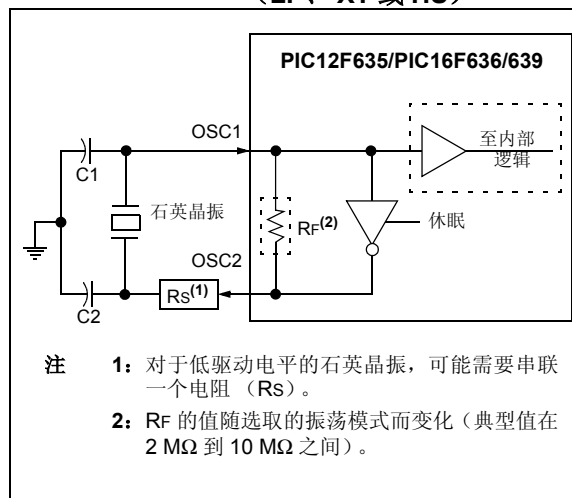 （LP、XT 或 HS）
PIC12F635/PIC16F636/639
OSC1
至内部
逻辑
C1
石英晶振
RF(2)
休眠
OSC2
C2
RS(1)
注 1: 对于低驱动电平的石英晶振，可能需要串联
一个电阻 （RS）。
2: RF 的值随选取的振荡模式而变化（典型值在
2 MΩ 到 10 MΩ 之间）。